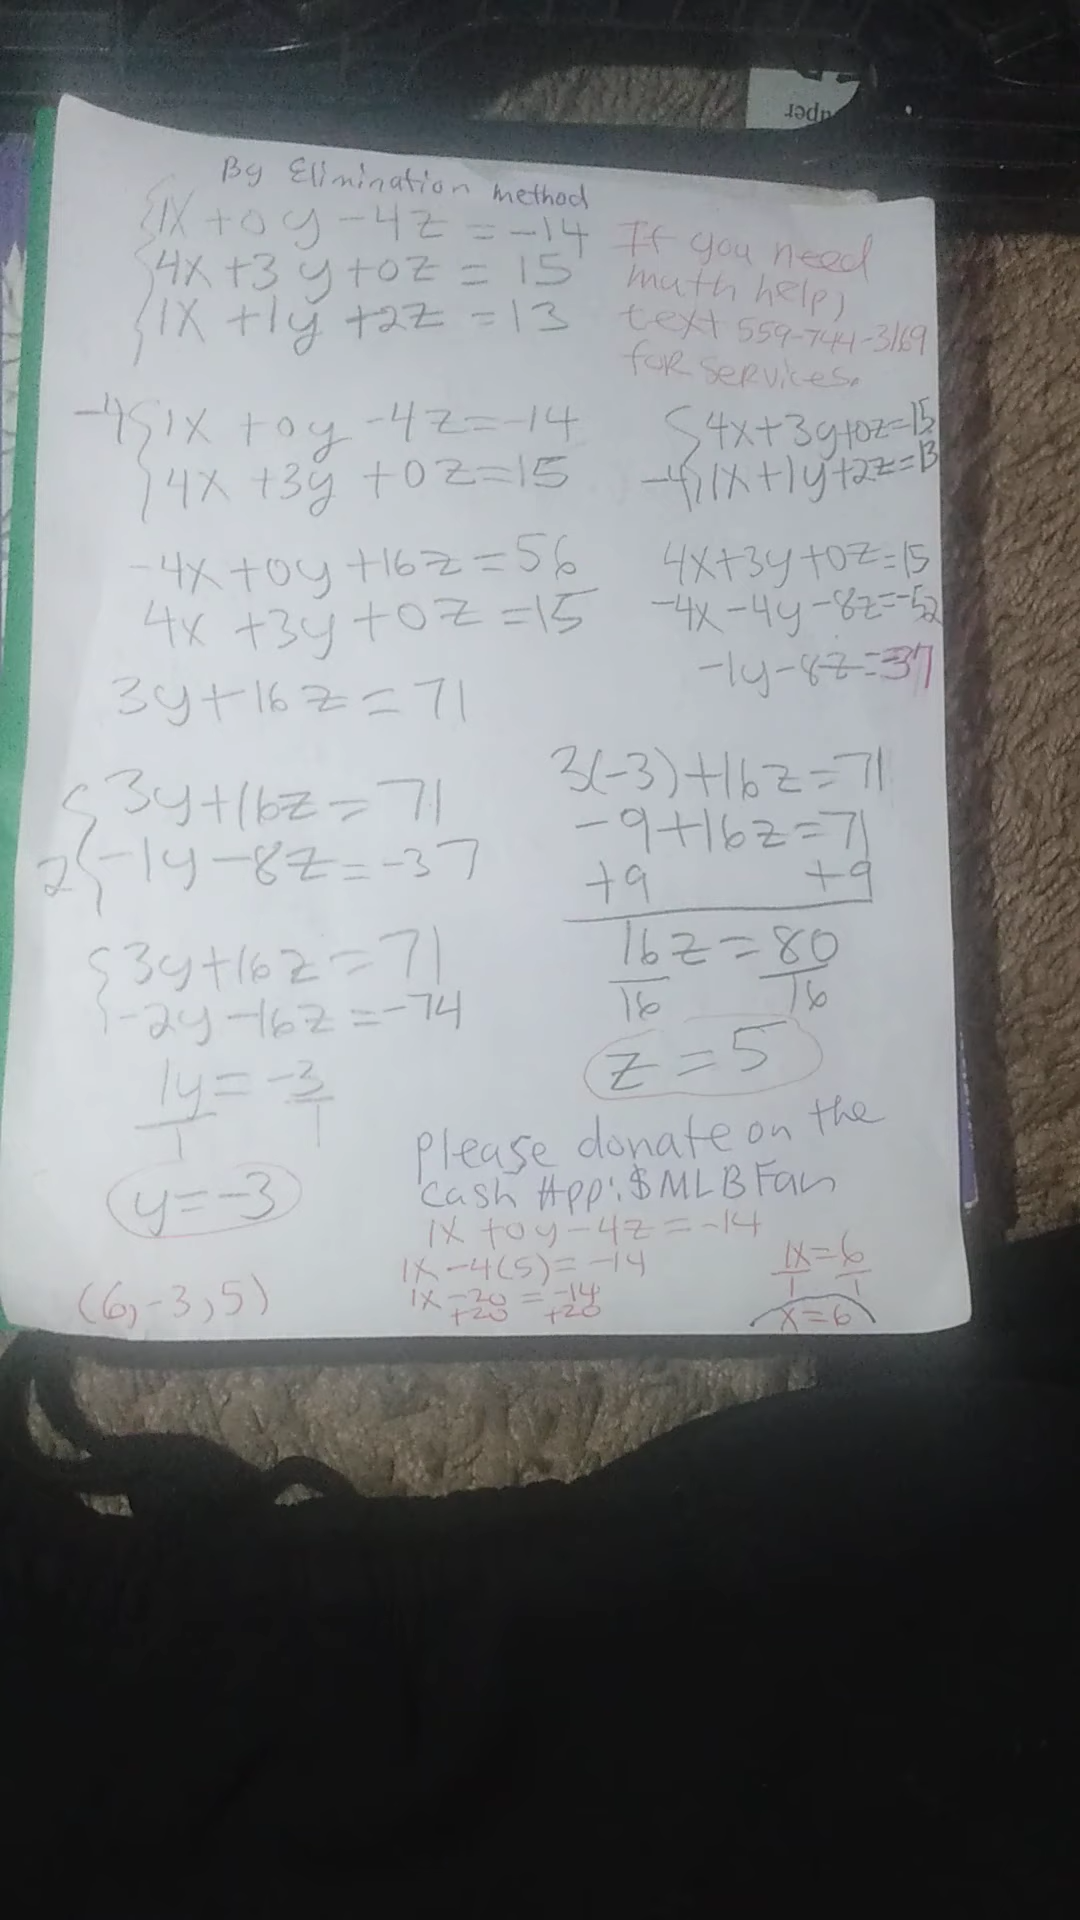 uper
By Elimination method
1x + 0y - 4z = -14
4x + 3y + 0z = 15
1x + 1y + 2z = 13
If you need
math help,
text 559-744-3169
for services.
-4{1x + 0y - 4z = -14
{4x + 3y + 0z = 15
-4x + 0y + 16z = 56
4x + 3y + 0z = 15
3y + 16z = 71
{4x + 3y + 0z = 15
-4{1x + 1y + 2z = 13
4x + 3y + 0z = 15
-4x - 4y - 8z = -52
-1y - 8z = -37
{3y + 16z = 71
2{-1y - 8z = -37
{3y + 16z = 71
{-2y - 16z = -74
1y = -3
1 1
y = -3
3(-3) + 16z = 71
-9 + 16z = 71
+9 +9
16z = 80
16 16
z = 5
Please donate on the
Cash App: $MLBFan
1x + 0y - 4z = -14
1x - 4(5) = -14
1x - 20 = -14
+20 +20
1x = 6
1 1
x = 6
(6, -3, 5)